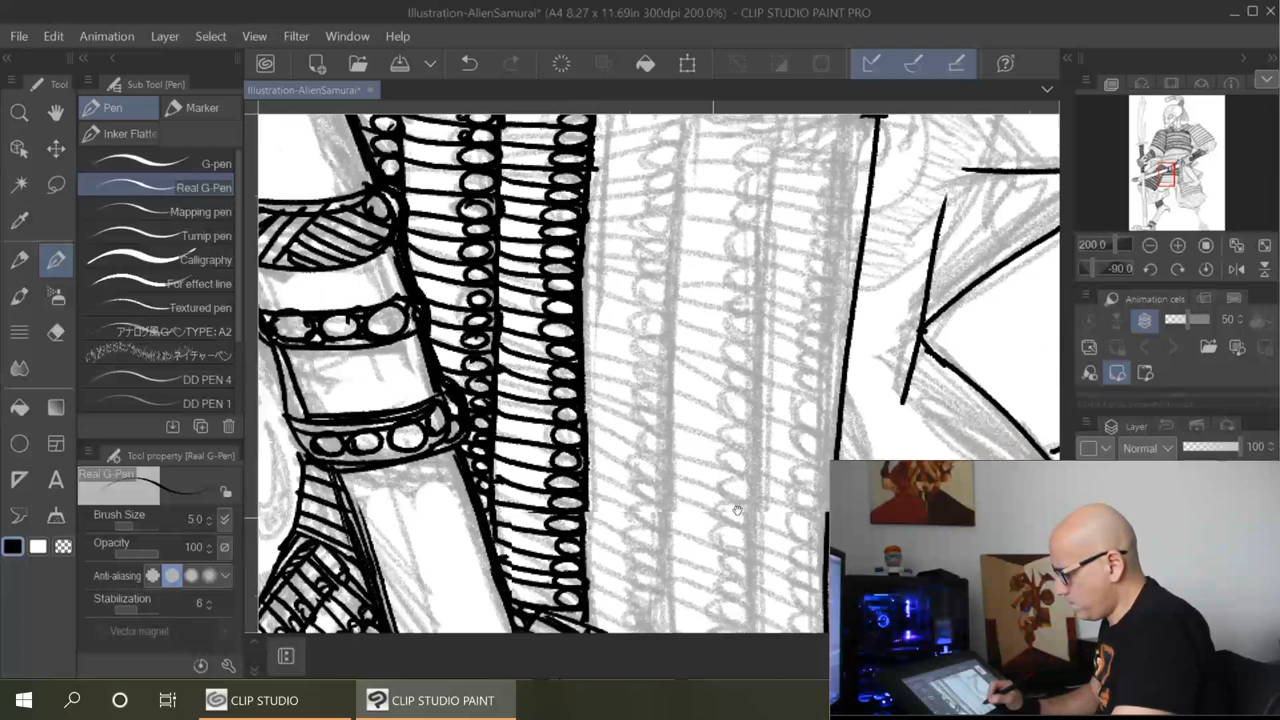 Illustration-AlienSamurai* (A4 8.27 x 11.69in 300dpi 200.0%) - CLIP STUDIO PAINT PRO
File Edit Animation Layer Select View Filter Window Help
Tool
Sub Tool [Pen]
Illustration-AlienSamurai*
Pen
Marker
Inker Flatte
G-pen
Real G-Pen
Mapping pen
Turnip pen
Calligraphy
For effect line
Textured pen
アナログ風GペンTYPE: A2
DD PEN 4
DD PEN 1
Tool property [Real G-Pen]
Real G-Pen
Brush Size 5.0
Opacity 100
Anti-aliasing
Stabilization 6
Vector magnet
200.0
-90.0
Animation cels
50
Layer
Normal 100
CLIP STUDIO
CLIP STUDIO PAINT